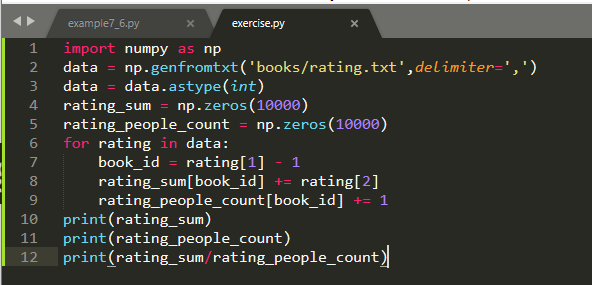 example7_6.py × exercise.py ×
1 import numpy as np
2 data = np.genfromtxt('books/rating.txt',delimiter=',')
3 data = data.astype(int)
4 rating_sum = np.zeros(10000)
5 rating_people_count = np.zeros(10000)
6 for rating in data:
7     book_id = rating[1] - 1
8     rating_sum[book_id] += rating[2]
9     rating_people_count[book_id] += 1
10 print(rating_sum)
11 print(rating_people_count)
12 print(rating_sum/rating_people_count)